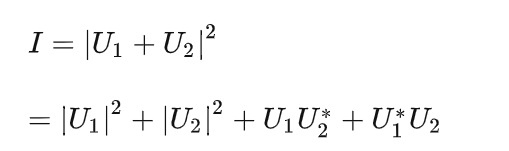 I = |U₁ + U₂|²
= |U₁|² + |U₂|² + U₁U₂* + U₁*U₂